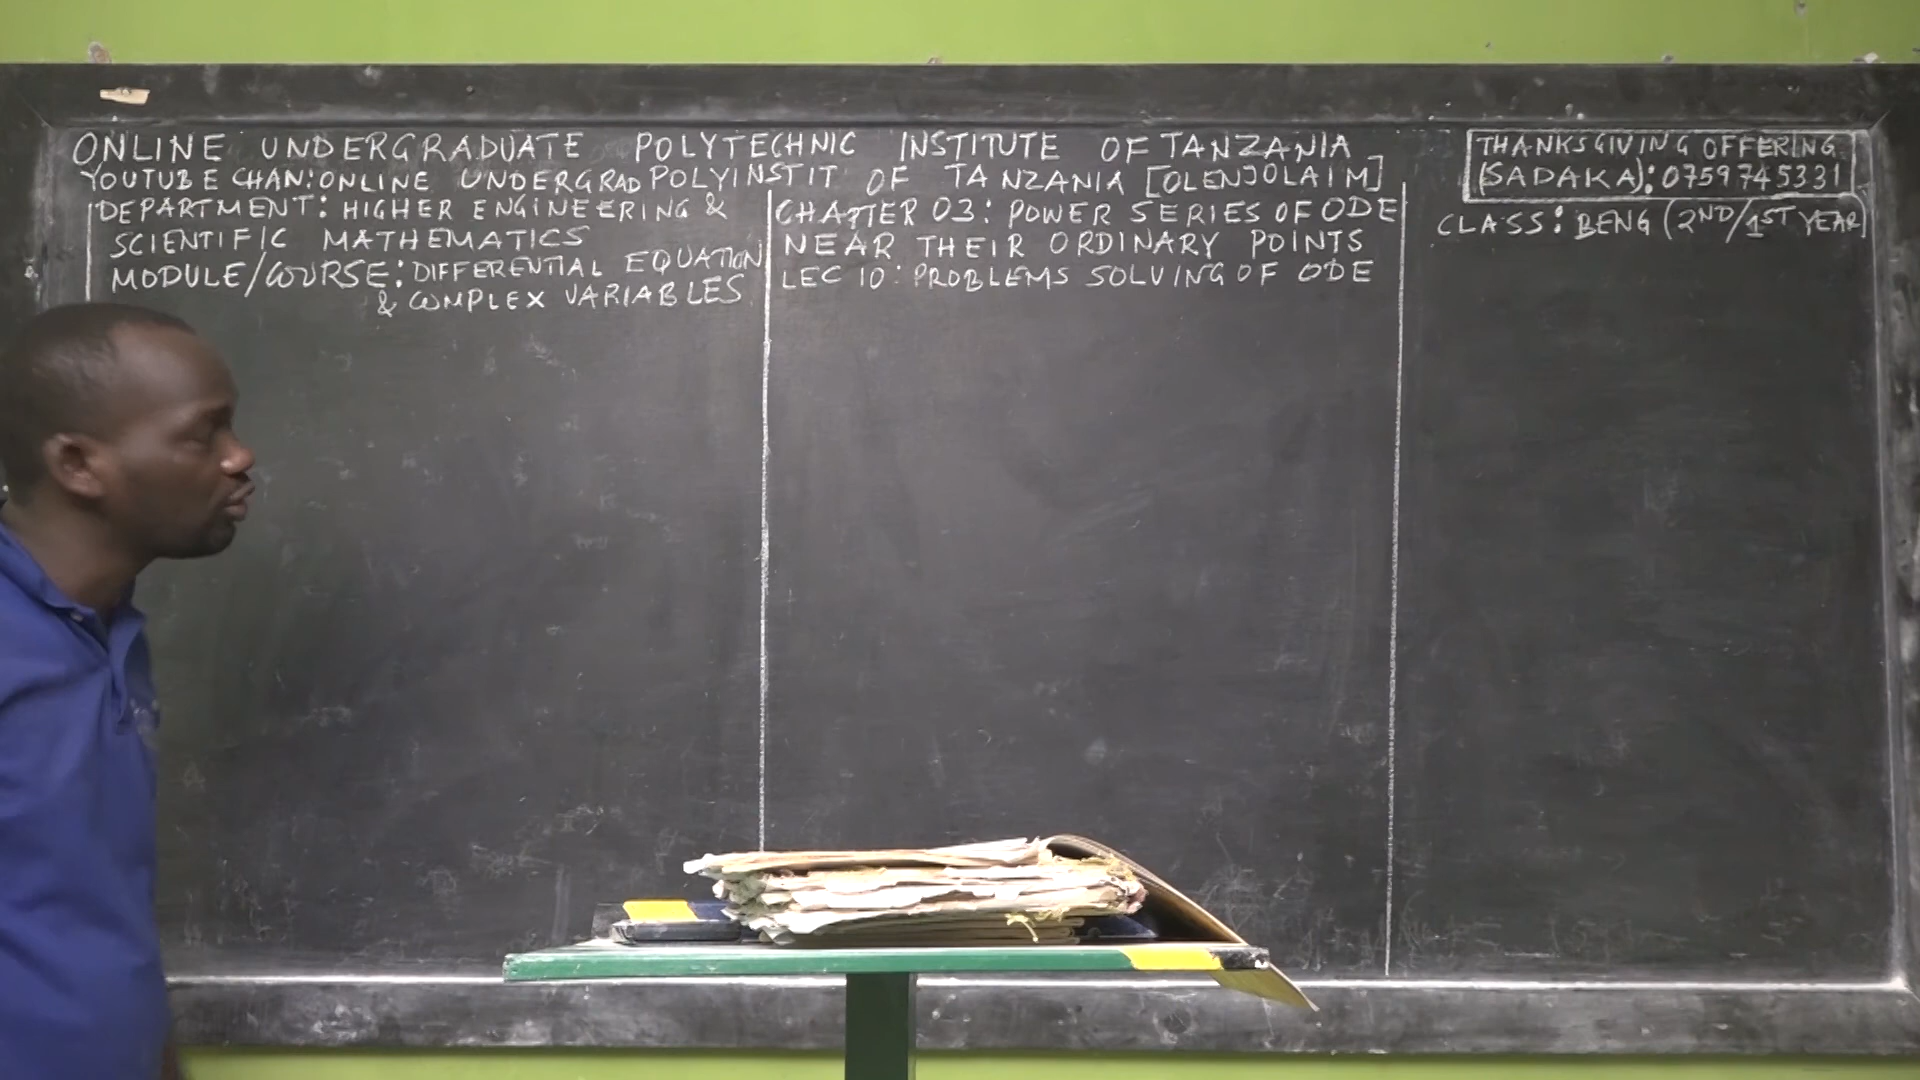 ONLINE UNDERGRADUATE POLYTECHNIC INSTITUTE OF TANZANIA
YOUTUBE CHAN: ONLINE UNDERGRAD POLYINSTIT OF TANZANIA [OLENJOLAIM]
DEPARTMENT: HIGHER ENGINEERING &
SCIENTIFIC MATHEMATICS
MODULE/COURSE: DIFFERENTIAL EQUATION
& COMPLEX VARIABLES
CHAPTER 03: POWER SERIES OF ODE
NEAR THEIR ORDINARY POINTS
LEC 10: PROBLEMS SOLVING OF ODE
THANKSGIVING OFFERING
(SADAKA): 0759745331
CLASS: BENG (2ND/1ST YEAR)